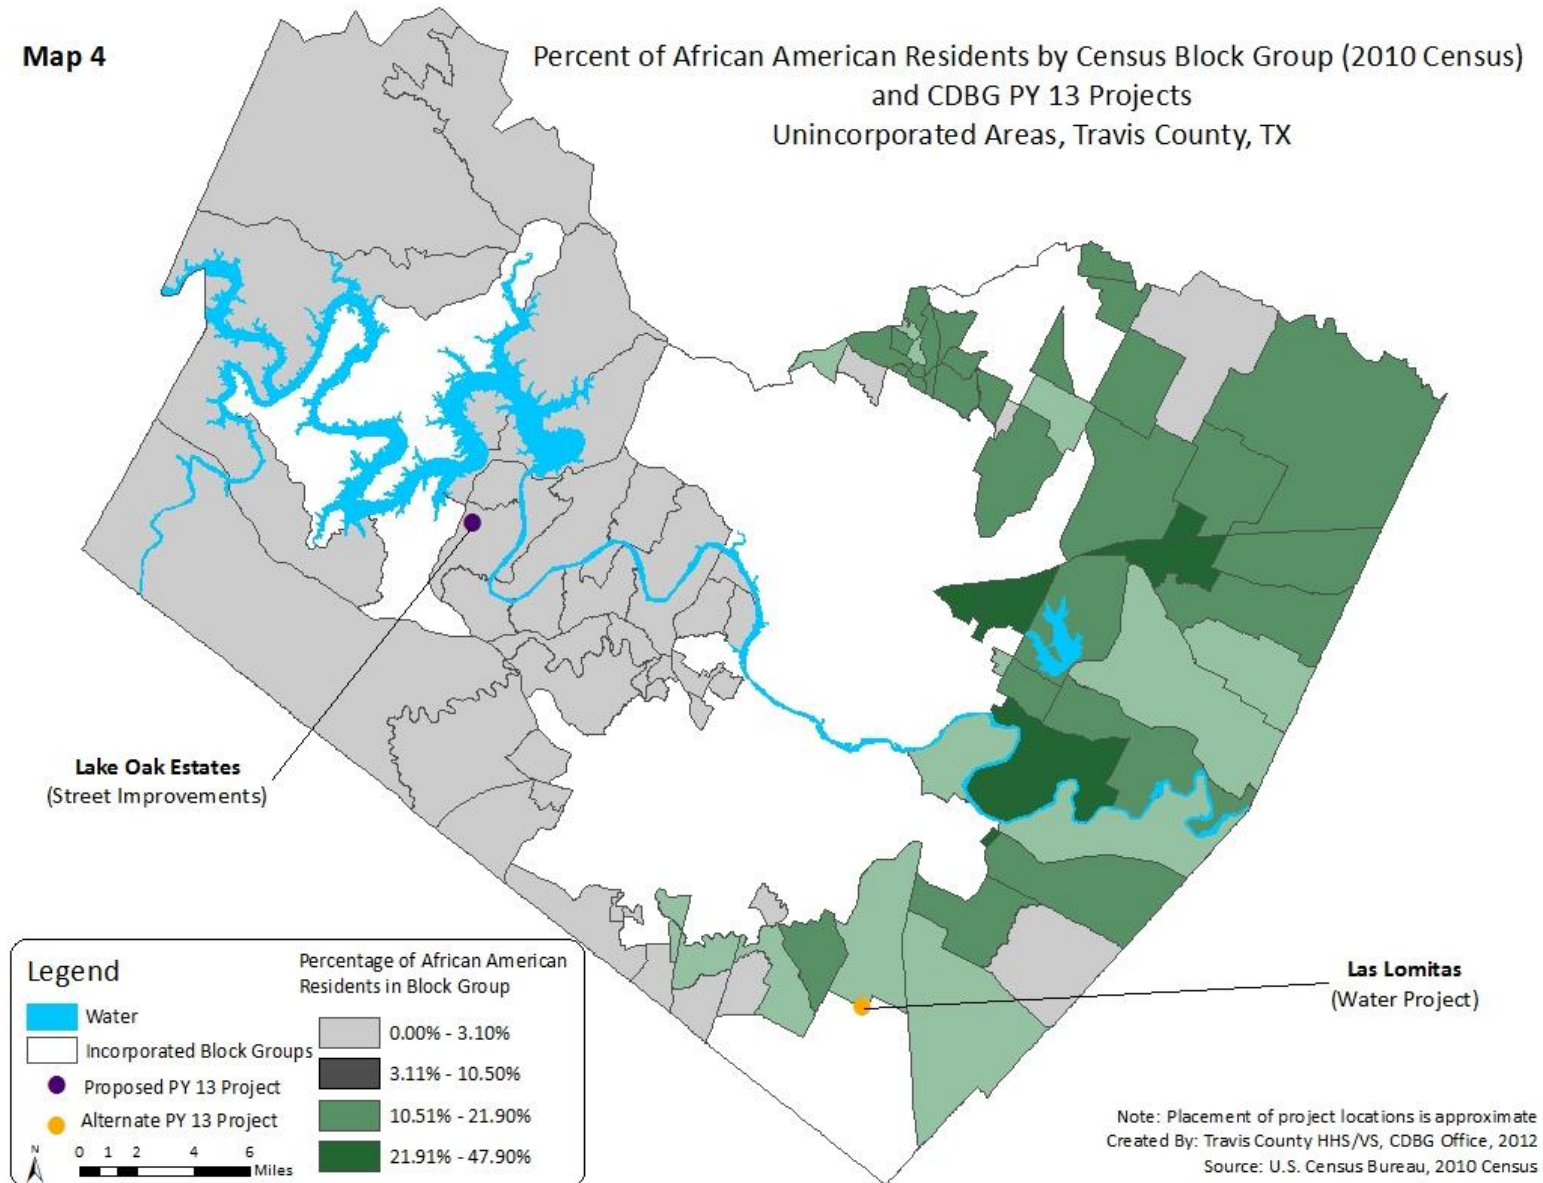 Map 4
Percent of African American Residents by Census Block Group (2010 Census)
and CDBG PY 13 Projects
Unincorporated Areas, Travis County, TX
Lake Oak Estates
(Street Improvements)
Las Lomitas
(Water Project)
Legend
Water
Incorporated Block Groups
Proposed PY 13 Project
Alternate PY 13 Project
N
0 1 2 4 6
Miles
Percentage of African American
Residents in Block Group
0.00% - 3.10%
3.11% - 10.50%
10.51% - 21.90%
21.91% - 47.90%
Note: Placement of project locations is approximate
Created By: Travis County HHS/VS, CDBG Office, 2012
Source: U.S. Census Bureau, 2010 Census